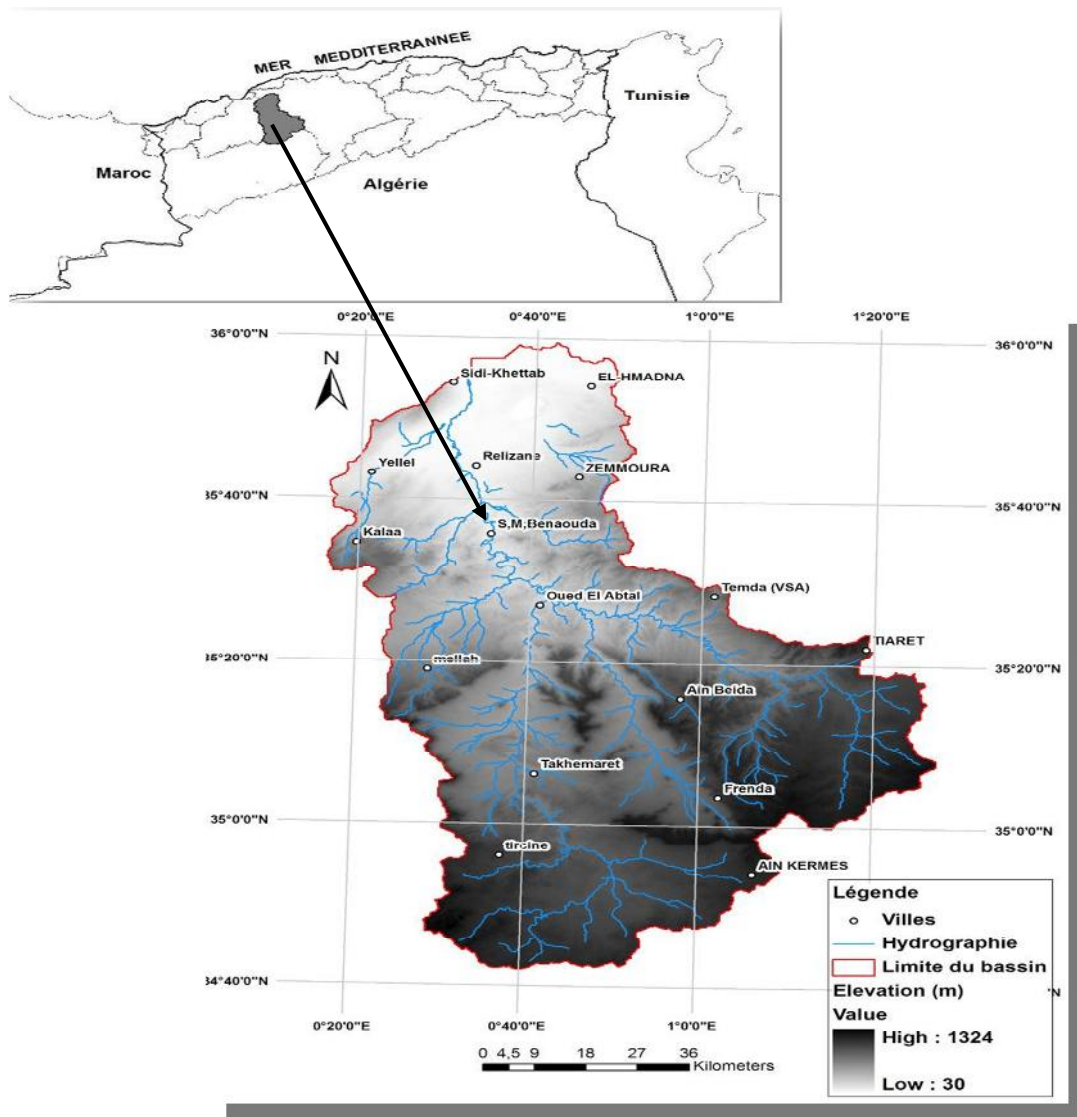 MER MEDDITERRANNEE
Tunisie
Maroc
Algérie
0°20'0"E 0°40'0"E 1°0'0"E 1°20'0"E
36°0'0"N 36°0'0"N
N
Sidi-Khettab
EL-HMADNA
Relizane
Yellel
ZEMMOURA
35°40'0"N 35°40'0"N
S,M,Benaouda
Kalaa
Temda (VSA)
Oued El Abtal
TIARET
mellah
35°20'0"N 35°20'0"N
Ain Beida
Takhemaret
Frenda
35°0'0"N 35°0'0"N
tircine
AIN KERMES
Légende
Villes
Hydrographie
Limite du bassin
Elevation (m)
Value
High : 1324
Low : 30
34°40'0"N "N
0°20'0"E 0°40'0"E 1°0'0"E
0 4,5 9 18 27 36
Kilometers